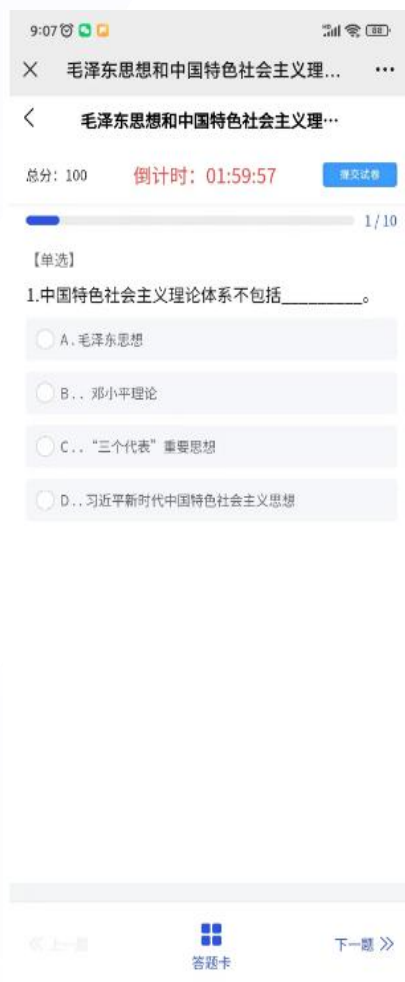 9:07
88
毛泽东思想和中国特色社会主义理...
毛泽东思想和中国特色社会主义理…
总分: 100 倒计时: 01:59:57 提交试卷
1/10
【单选】
1.中国特色社会主义理论体系不包括_________。
A.毛泽东思想
B..邓小平理论
C..“三个代表”重要思想
D..习近平新时代中国特色社会主义思想
上一题
下一题
答题卡